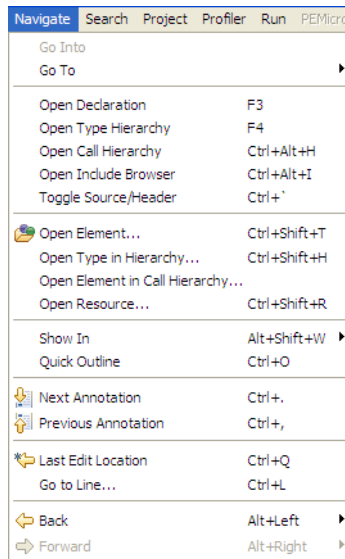 Navigate Search Project Profiler Run PEMicro
Go Into
Go To
Open Declaration F3
Open Type Hierarchy F4
Open Call Hierarchy Ctrl+Alt+H
Open Include Browser Ctrl+Alt+I
Toggle Source/Header Ctrl+`
Open Element... Ctrl+Shift+T
Open Type in Hierarchy... Ctrl+Shift+H
Open Element in Call Hierarchy...
Open Resource... Ctrl+Shift+R
Show In Alt+Shift+W
Quick Outline Ctrl+O
Next Annotation Ctrl+.
Previous Annotation Ctrl+,
Last Edit Location Ctrl+Q
Go to Line... Ctrl+L
Back Alt+Left
Forward Alt+Right